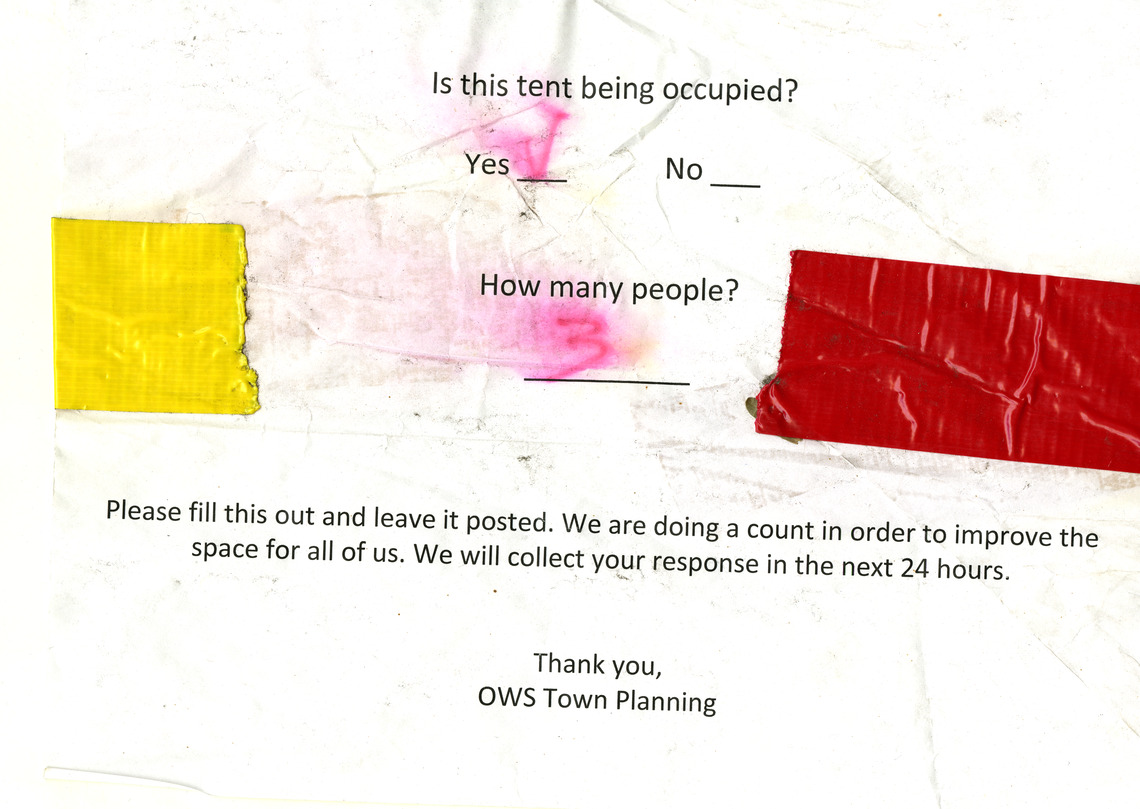 Is this tent being occupied?
Yes ___ No ___
How many people?
3
Please fill this out and leave it posted. We are doing a count in order to improve the
space for all of us. We will collect your response in the next 24 hours.
Thank you,
OWS Town Planning